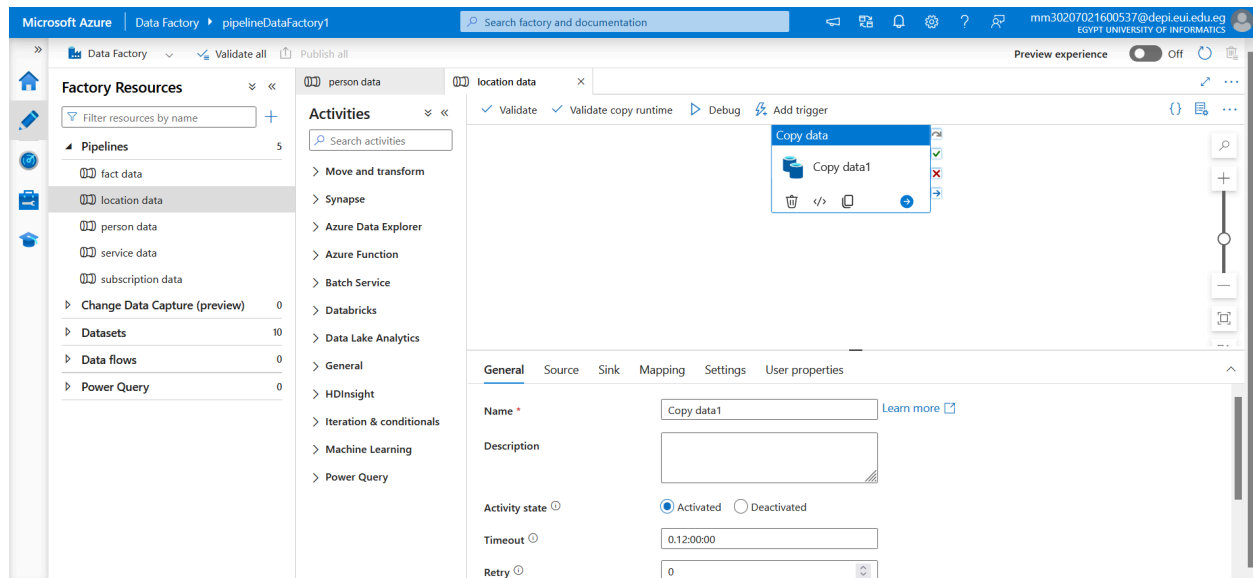 Microsoft Azure
Data Factory
pipelineDataFactory1
Search factory and documentation
mm30207021600537@depi.eui.edu.eg
EGYPT UNIVERSITY OF INFORMATICS
Data Factory
Validate all
Publish all
Preview experience
Off
Factory Resources
Filter resources by name
Pipelines
5
fact data
location data
person data
service data
subscription data
Change Data Capture (preview)
0
Datasets
10
Data flows
0
Power Query
0
person data
location data
Activities
Search activities
Move and transform
Synapse
Azure Data Explorer
Azure Function
Batch Service
Databricks
Data Lake Analytics
General
HDInsight
Iteration & conditionals
Machine Learning
Power Query
Validate
Validate copy runtime
Debug
Add trigger
Copy data
Copy data1
General
Source
Sink
Mapping
Settings
User properties
Name *
Copy data1
Learn more
Description
Activity state
Activated
Deactivated
Timeout
0.12:00:00
Retry
0